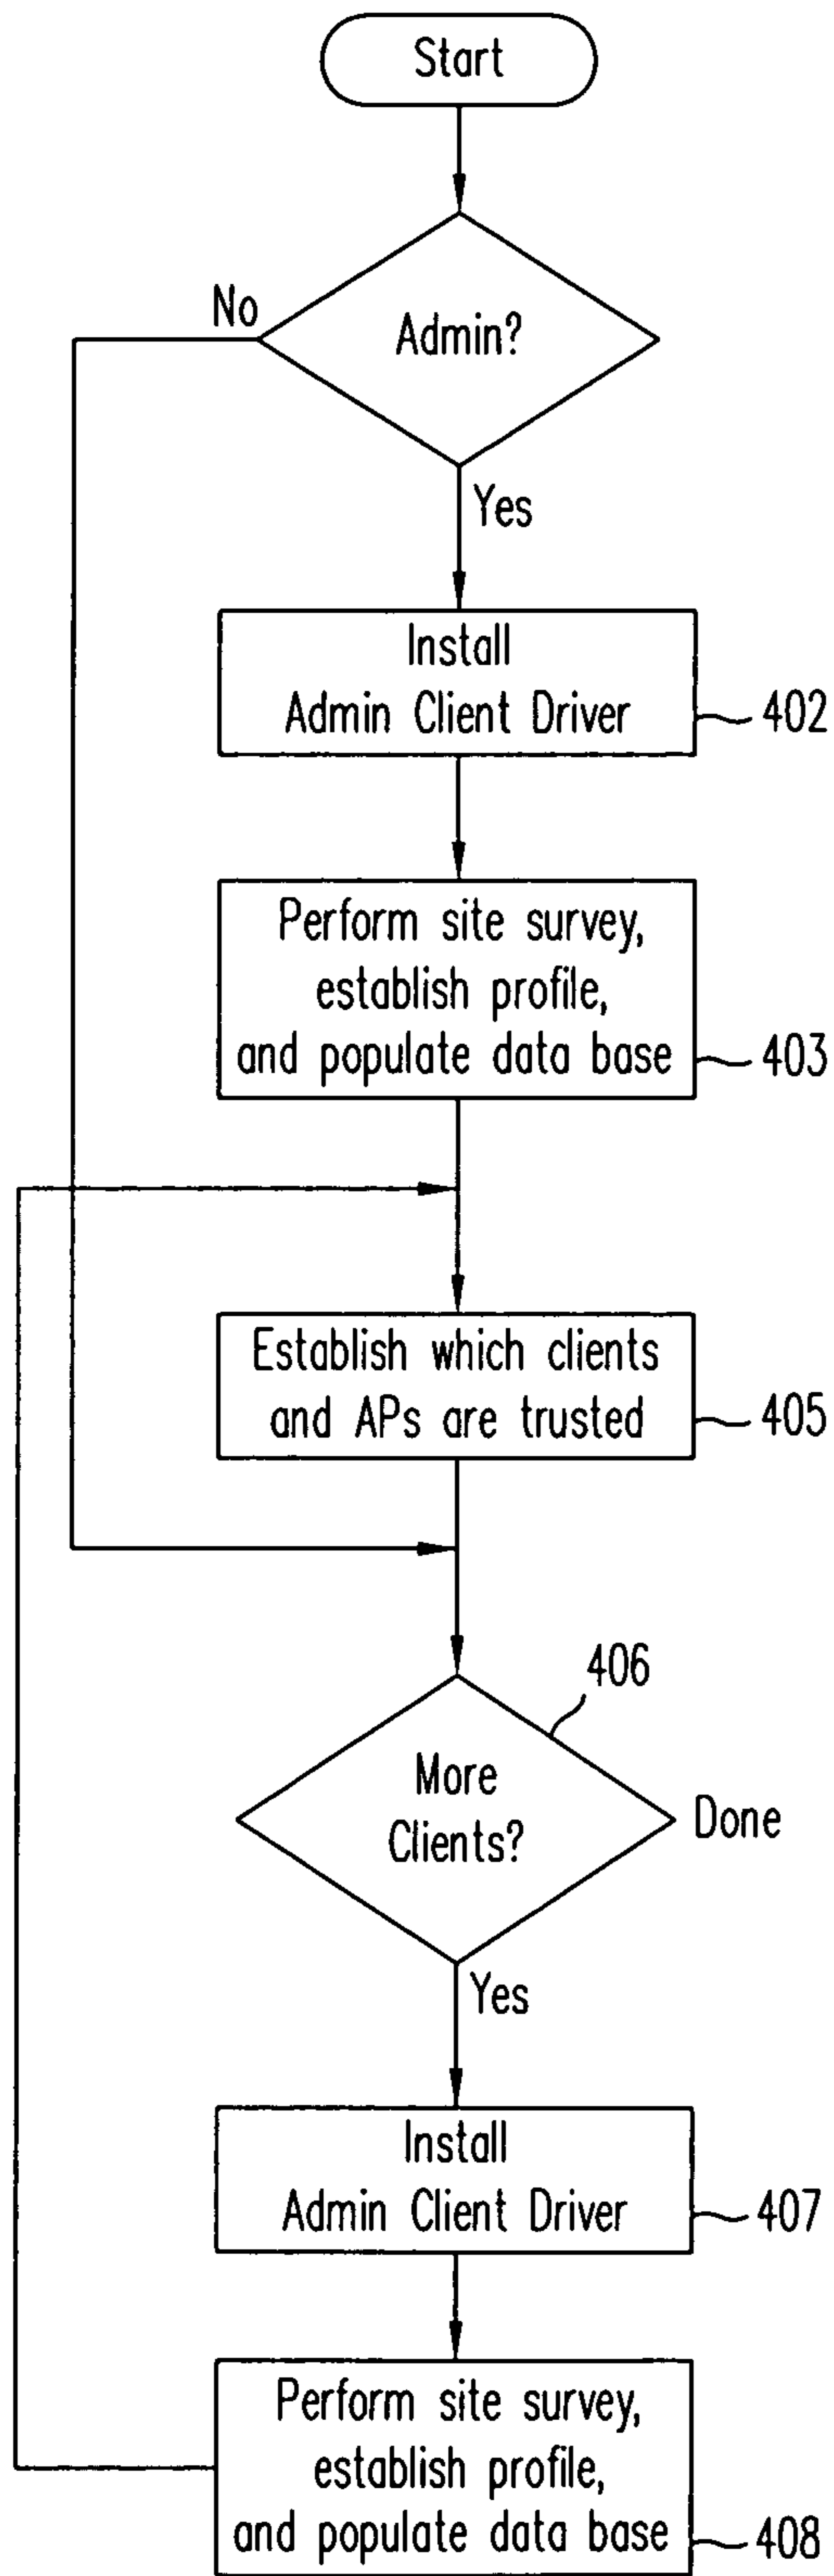 Start
No
Admin?
Yes
Install
Admin Client Driver
402
Perform site survey,
establish profile,
and populate data base
403
Establish which clients
and APs are trusted
405
406
More
Clients?
Done
Yes
Install
Admin Client Driver
407
Perform site survey,
establish profile,
and populate data base
408